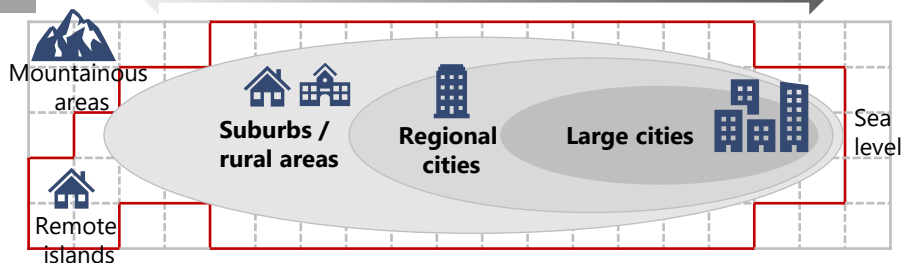 Mountainous
areas
Suburbs /
rural areas
Regional
cities
Large cities
Sea
level
Remote
islands